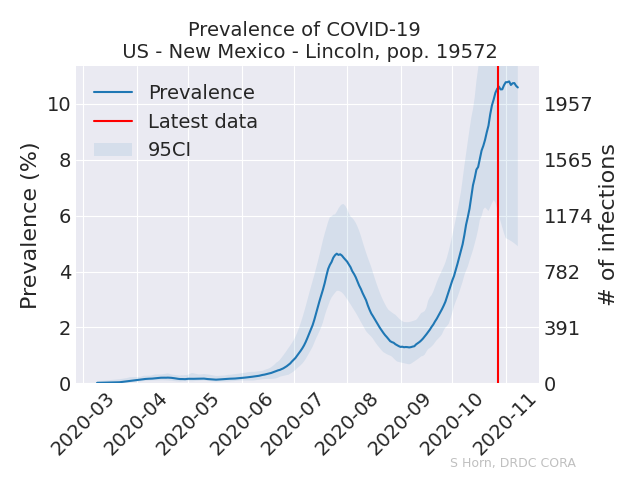 Prevalence of COVID-19
US - New Mexico - Lincoln, pop. 19572
Prevalence
Latest data
95CI
Prevalence (%)
10
8
6
4
2
0
1957
1565
1174
782
391
0
# of infections
2020-03
2020-04
2020-05
2020-06
2020-07
2020-08
2020-09
2020-10
2020-11
S Horn, DRDC CORA